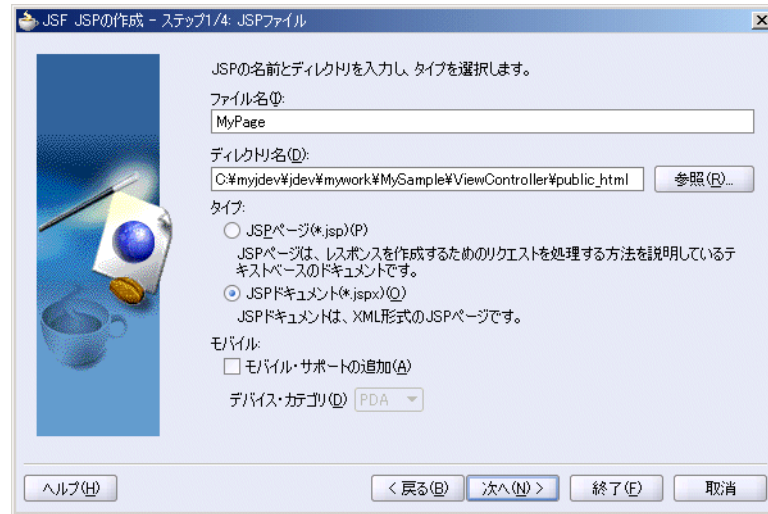 JSF JSPの作成 - ステップ1/4: JSPファイル
JSPの名前とディレクトリを入力し、タイプを選択します。
ファイル名(I):
MyPage
ディレクトリ名(D):
C:¥myjdev¥jdev¥mywork¥MySample¥ViewController¥public_html 参照(R)...
タイプ:
JSPページ(*.jsp)(P)
JSPページは、レスポンスを作成するためのリクエストを処理する方法を説明しているテ
キストベースのドキュメントです。
JSPドキュメント(*.jspx)(O)
JSPドキュメントは、XML形式のJSPページです。
モバイル:
モバイル・サポートの追加(A)
デバイス・カテゴリ(D) PDA
ヘルプ(H) < 戻る(B) 次へ(N) > 終了(F) 取消